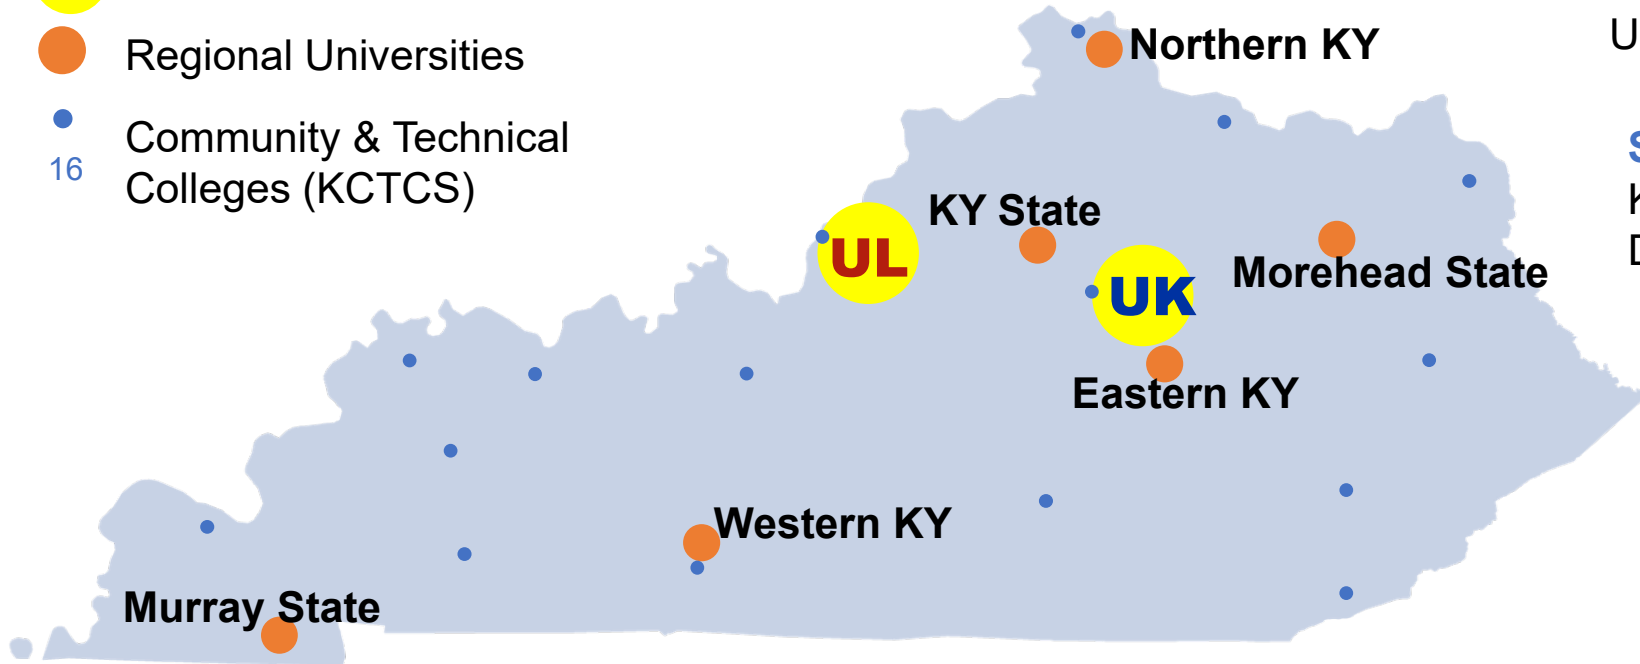 Regional Universities
Community & Technical
16
Colleges (KCTCS)
Northern KY
U
S
K
D
KY State
UL
Morehead State
UK
Eastern KY
Western KY
Murray State